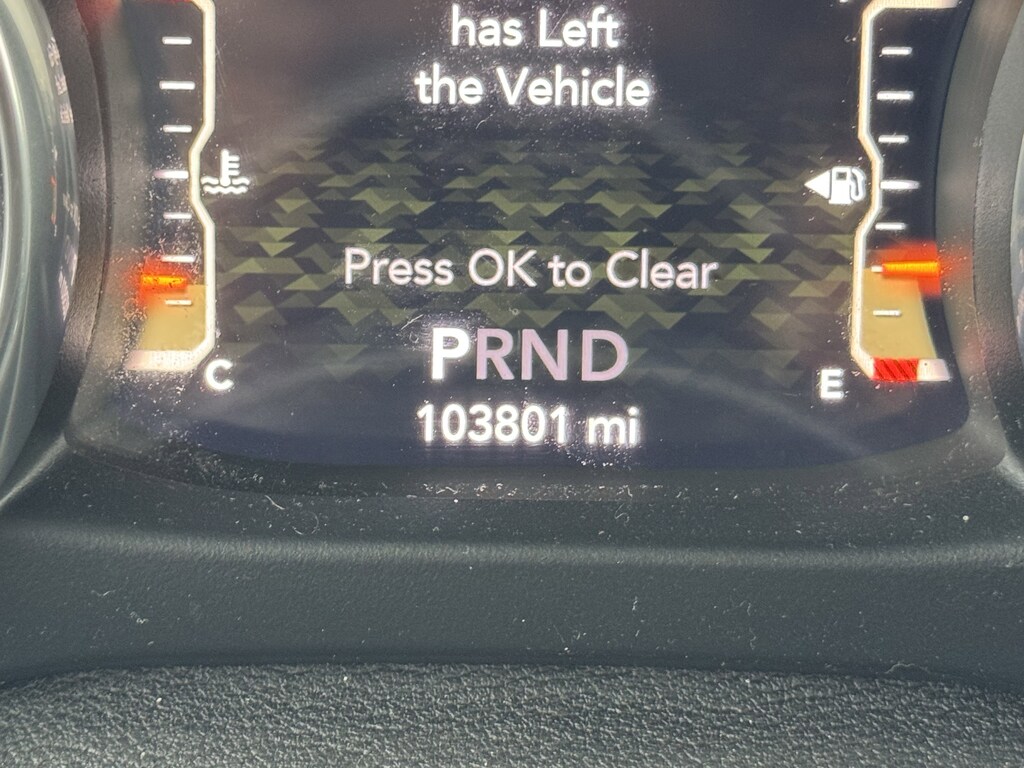 has Left
the Vehicle
Press OK to Clear
PRND
C
E
103801 mi